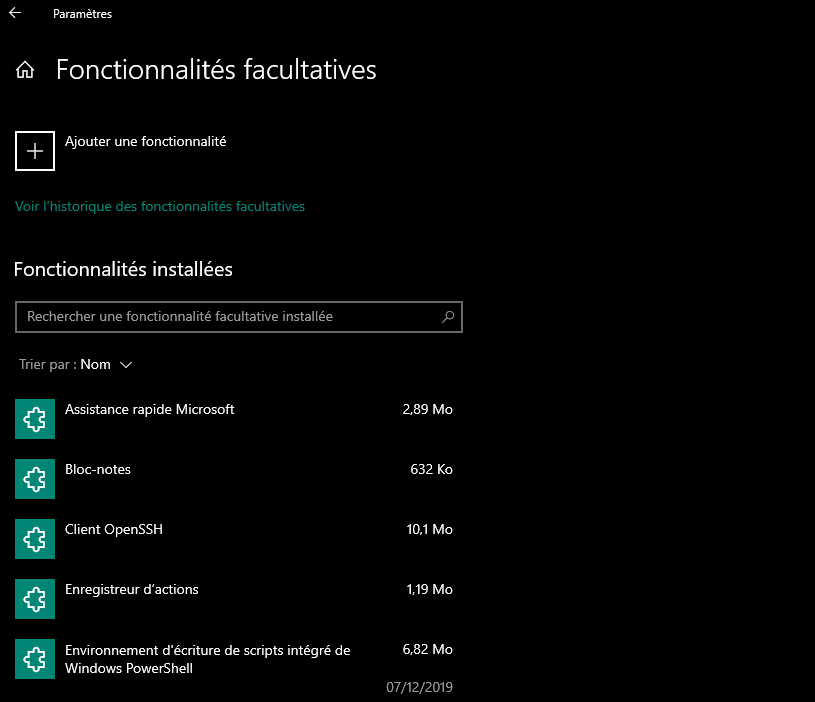 Paramètres
Fonctionnalités facultatives
Ajouter une fonctionnalité
Voir l'historique des fonctionnalités facultatives
Fonctionnalités installées
Rechercher une fonctionnalité facultative installée
Trier par : Nom
Assistance rapide Microsoft 2,89 Mo
Bloc-notes 632 Ko
Client OpenSSH 10,1 Mo
Enregistreur d'actions 1,19 Mo
Environnement d'écriture de scripts intégré de 6,82 Mo
Windows PowerShell
07/12/2019